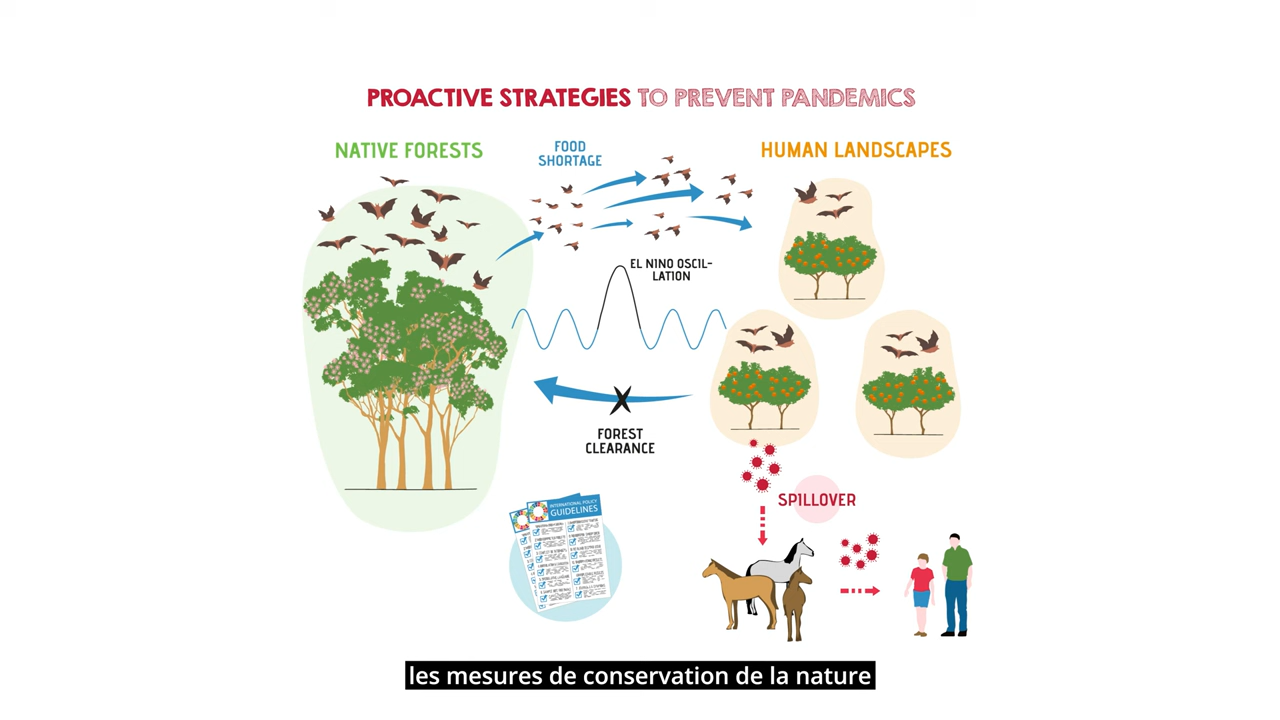 PROACTIVE STRATEGIES TO PREVENT PANDEMICS
NATIVE FORESTS
FOOD
SHORTAGE
HUMAN LANDSCAPES
EL NINO OSCIL-
LATION
FOREST
CLEARANCE
SPILLOVER
INTERNATIONAL POLICY
GUIDELINES
les mesures de conservation de la nature